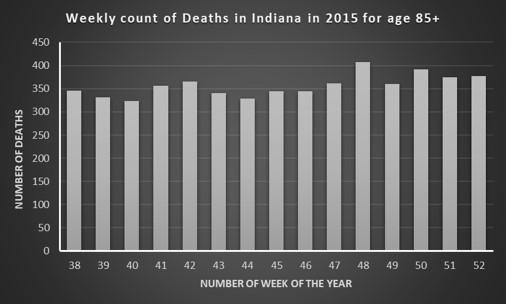 Weekly count of Deaths in Indiana in 2015 for age 85+
450
400
350
300
250
200
150
100
50
0
NUMBER OF DEATHS
38 39 40 41 42 43 44 45 46 47 48 49 50 51 52
NUMBER OF WEEK OF THE YEAR